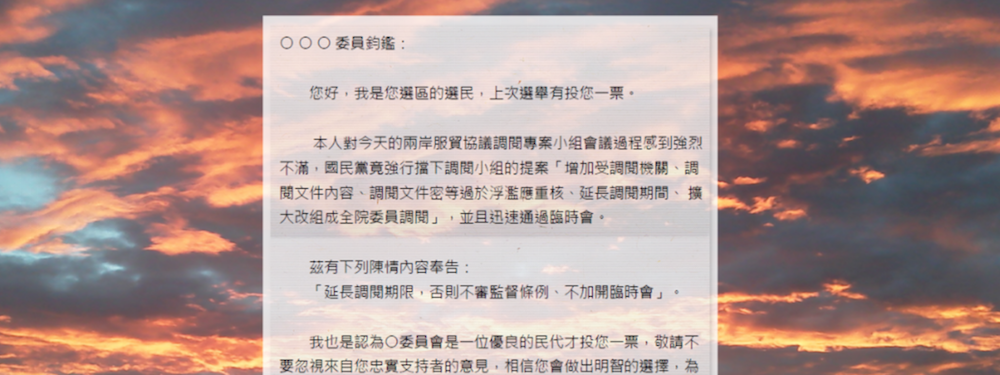 ○ ○ ○ 委員鈞鑑：
您好，我是您選區的選民，上次選舉有投您一票。
本人對今天的兩岸服貿協議調閱專案小組會議過程感到強烈
不滿，國民黨竟強行擋下調閱小組的提案「增加受調閱機關、調
閱文件內容、調閱文件密等過於浮濫應重核、延長調閱期間、 擴
大改組成全院委員調閱」，並且迅速通過臨時會。
茲有下列陳情內容奉告：
「延長調閱期限，否則不審監督條例、不加開臨時會」。
我也是認為○委員會是一位優良的民代才投您一票，敬請不
要忽視來自您忠實支持者的意見，相信您會做出明智的選擇，為